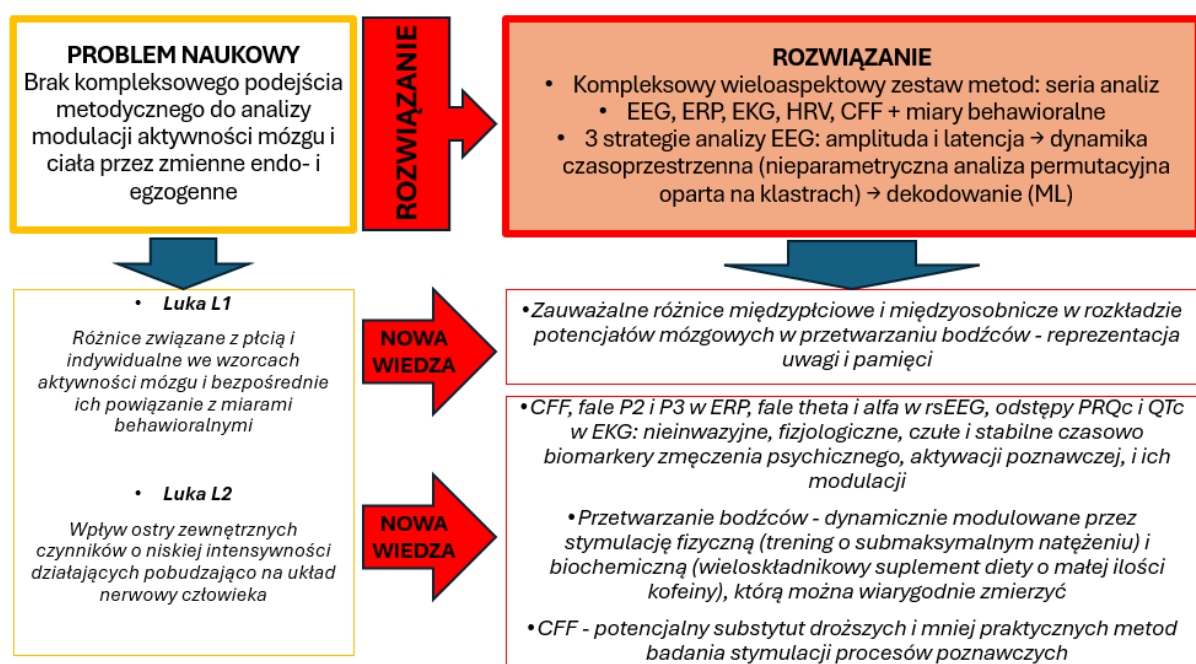 PROBLEM NAUKOWY
Brak kompleksowego podejścia
metodycznego do analizy
modulacji aktywności mózgu i
ciała przez zmienne endo- i
egzogenne
ROZWIĄZANIE
ROZWIĄZANIE
• Kompleksowy wieloaspektowy zestaw metod: seria analiz
• EEG, ERP, EKG, HRV, CFF + miary behawioralne
• 3 strategie analizy EEG: amplituda i latencja → dynamika
czasoprzestrzenna (nieparametryczna analiza permutacyjna
oparta na klastrach) → dekodowanie (ML)
• Luka L1
Różnice związane z płcią i
indywidualne we wzorcach
aktywności mózgu i bezpośrednie
ich powiązanie z miarami
behawioralnymi
NOWA
WIEDZA
•Zauważalne różnice międzypłciowe i międzyosobnicze w rozkładzie
potencjałów mózgowych w przetwarzaniu bodźców - reprezentacja
uwagi i pamięci
• Luka L2
Wpływ ostry zewnętrznych
czynników o niskiej intensywności
działających pobudzająco na układ
nerwowy człowieka
NOWA
WIEDZA
•CFF, fale P2 i P3 w ERP, fale theta i alfa w rsEEG, odstępy PRQc i QTc
w EKG: nieinwazyjne, fizjologiczne, czułe i stabilne czasowo
biomarkery zmęczenia psychicznego, aktywacji poznawczej, i ich
modulacji
•Przetwarzanie bodźców - dynamicznie modulowane przez
stymulację fizyczną (trening o submaksymalnym natężeniu) i
biochemiczną (wieloskładnikowy suplement diety o małej ilości
kofeiny), którą można wiarygodnie zmierzyć
•CFF - potencjalny substytut droższych i mniej praktycznych metod
badania stymulacji procesów poznawczych